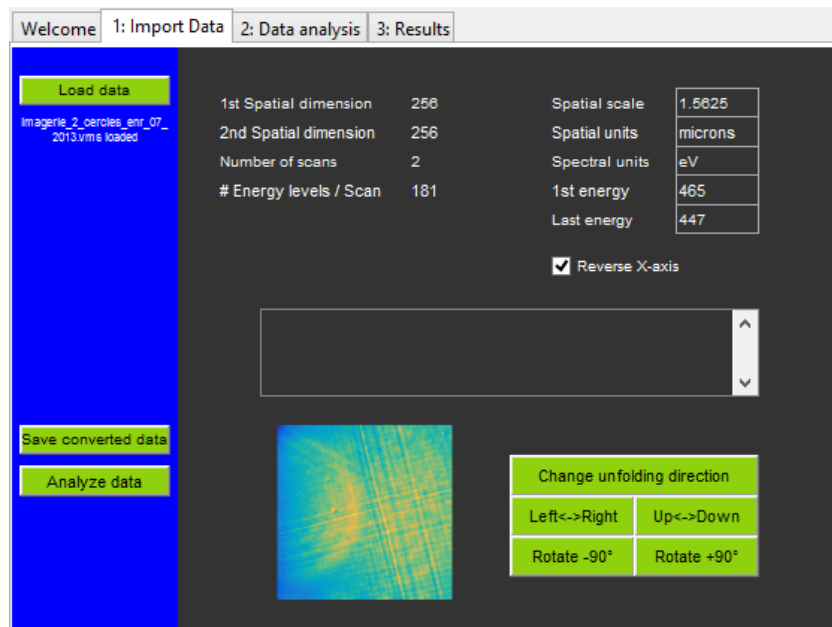 Welcome
1: Import Data
2: Data analysis
3: Results
Load data
Imagerie_2_cercles_enr_07_
2013.vms loaded
1st Spatial dimension 256
2nd Spatial dimension 256
Number of scans 2
# Energy levels / Scan 181
Spatial scale 1.5625
Spatial units microns
Spectral units eV
1st energy 465
Last energy 447
Reverse X-axis
Save converted data
Analyze data
Change unfolding direction
Left<->Right
Up<->Down
Rotate -90°
Rotate +90°